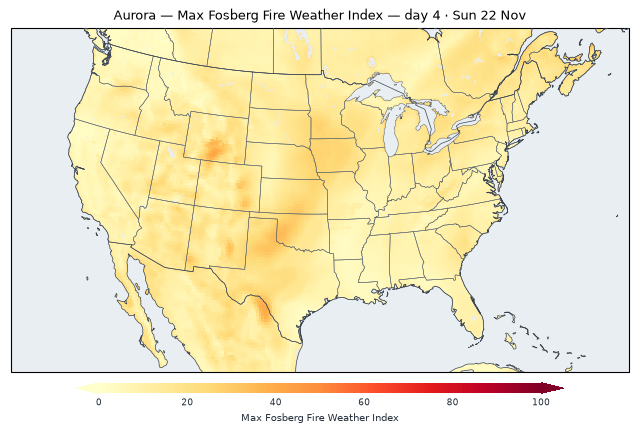 Aurora — Max Fosberg Fire Weather Index — day 4 · Sun 22 Nov
0 20 40 60 80 100
Max Fosberg Fire Weather Index